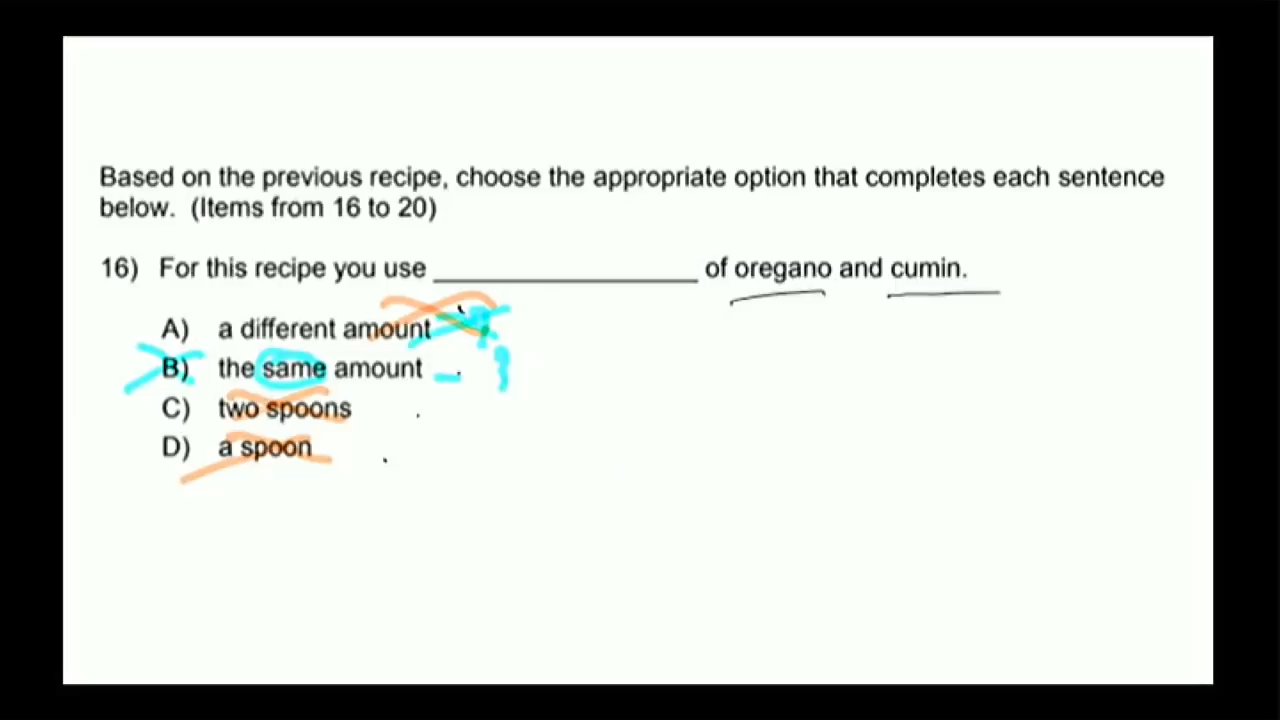 Based on the previous recipe, choose the appropriate option that completes each sentence
below. (Items from 16 to 20)
16) For this recipe you use ____________________ of oregano and cumin.
A) a different amount
B) the same amount
C) two spoons
D) a spoon